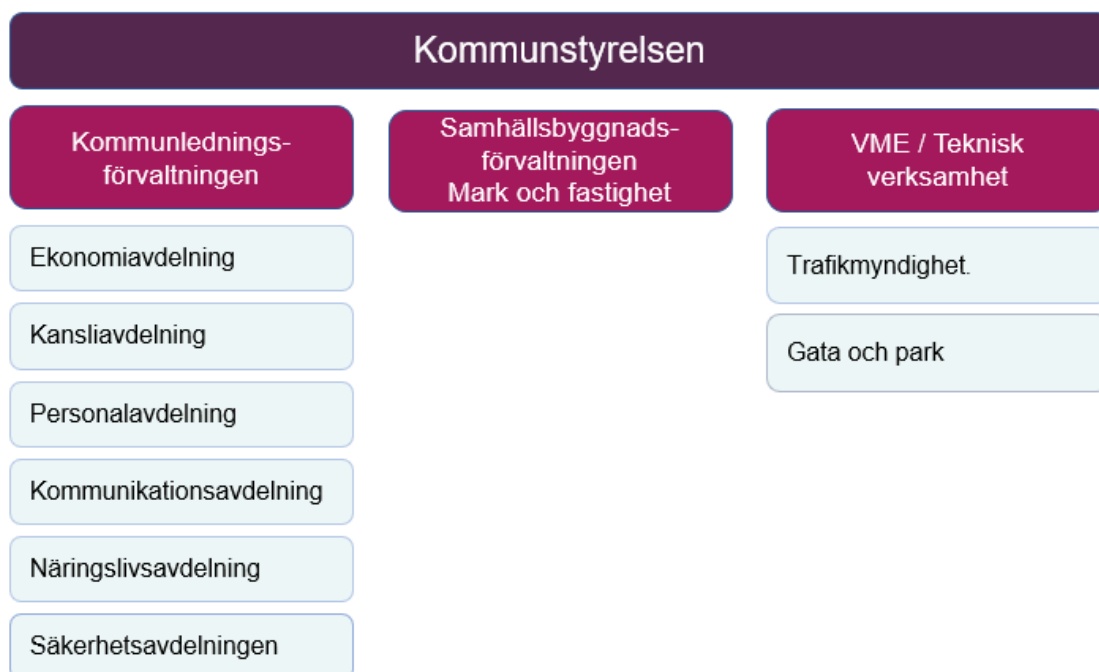 Kommunstyrelsen
Kommunlednings-
förvaltningen
Ekonomiavdelning
Kansliavdelning
Personalavdelning
Kommunikationsavdelning
Näringslivsavdelning
Säkerhetsavdelningen
Samhällsbyggnads-
förvaltningen
Mark och fastighet
VME / Teknisk
verksamhet
Trafikmyndighet.
Gata och park